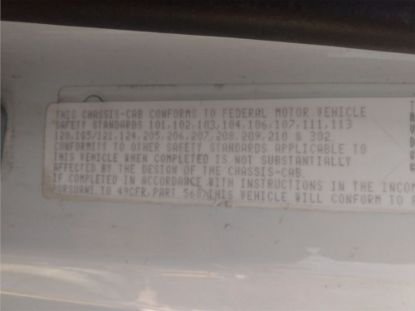 THIS CHASSIS-CAB CONFORMS TO FEDERAL MOTOR VEHICLE
SAFETY STANDARDS 101,102,103,104,106,107,111,113
120,105/121,124,205,206,207,208,209,210 & 302
CONFORMITY TO OTHER SAFETY STANDARDS APPLICABLE TO
THIS VEHICLE WHEN COMPLETED IS NOT SUBSTANTIALLY
AFFECTED BY THE DESIGN OF THE CHASSIS-CAB.
IF COMPLETED IN ACCORDANCE WITH INSTRUCTIONS IN THE INCOM
PURSUANT TO 49CFR,PART 568, THIS VEHICLE WILL CONFORM TO